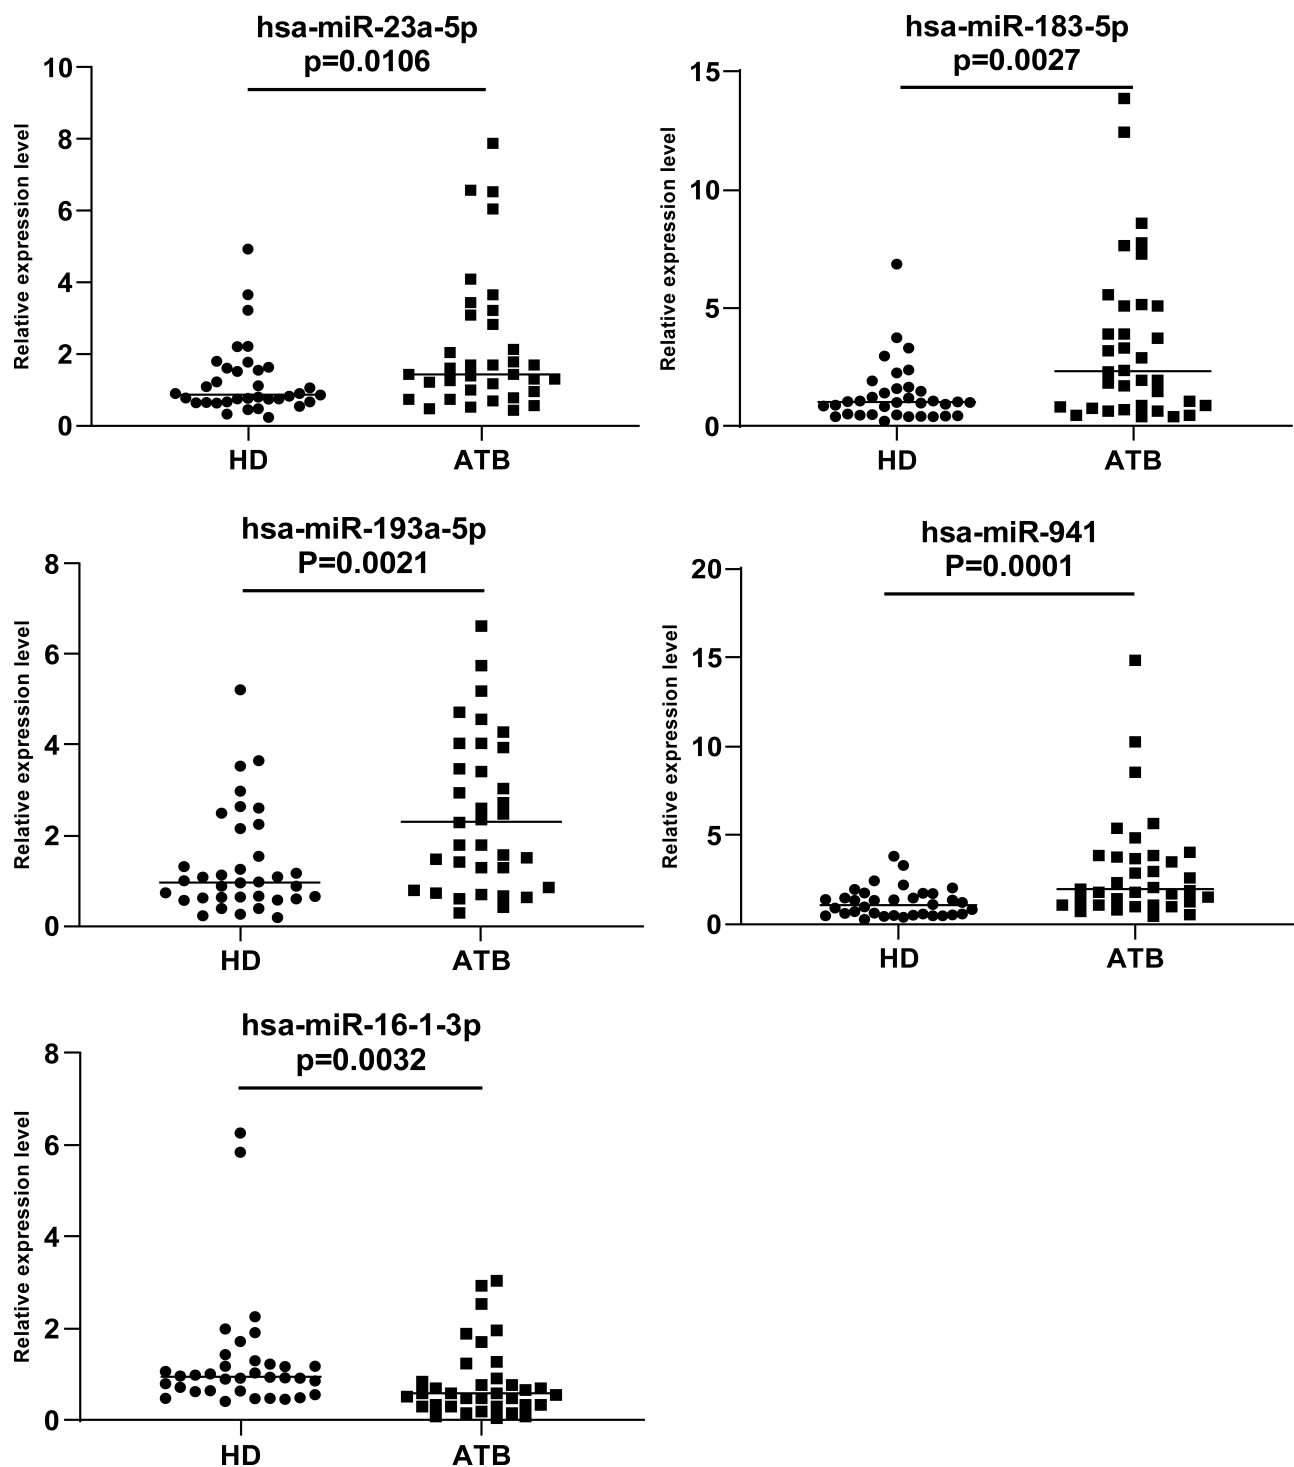 hsa-miR-23a-5p
p=0.0106
Relative expression level
10
8
6
4
2
0
HD
ATB
hsa-miR-183-5p
p=0.0027
Relative expression level
15
10
5
0
HD
ATB
hsa-miR-193a-5p
P=0.0021
Relative expression level
8
6
4
2
0
HD
ATB
hsa-miR-941
P=0.0001
Relative expression level
20
15
10
5
0
HD
ATB
hsa-miR-16-1-3p
p=0.0032
Relative expression level
8
6
4
2
0
HD
ATB